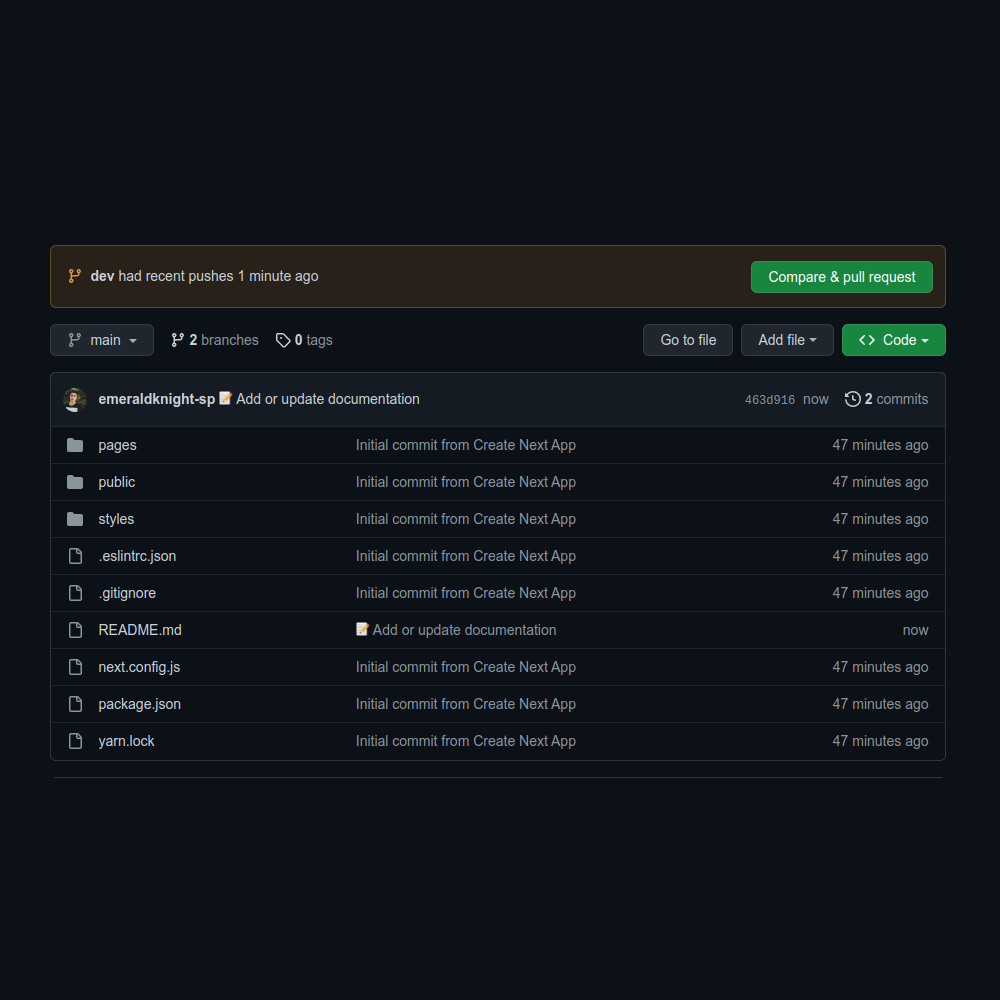 dev had recent pushes 1 minute ago Compare & pull request
main 2 branches 0 tags Go to file Add file Code
emeraldknight-sp 📝 Add or update documentation 463d916 now 2 commits
pages Initial commit from Create Next App 47 minutes ago
public Initial commit from Create Next App 47 minutes ago
styles Initial commit from Create Next App 47 minutes ago
.eslintrc.json Initial commit from Create Next App 47 minutes ago
.gitignore Initial commit from Create Next App 47 minutes ago
README.md 📝 Add or update documentation now
next.config.js Initial commit from Create Next App 47 minutes ago
package.json Initial commit from Create Next App 47 minutes ago
yarn.lock Initial commit from Create Next App 47 minutes ago